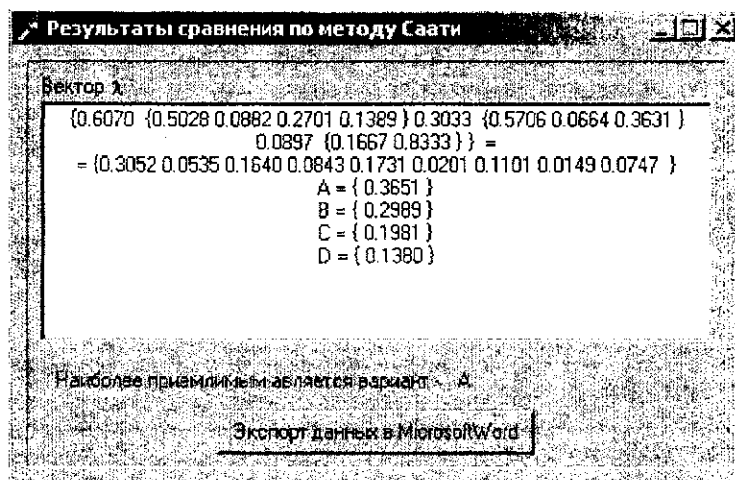 Результаты сравнения по методу Саати
Вектор λ
{0.6070 {0.5028 0.0882 0.2701 0.1389 } 0.3033 {0.5706 0.0664 0.3631 }
0.0897 {0.1667 0.8333 } } =
= {0.3052 0.0535 0.1640 0.0843 0.1731 0.0201 0.1101 0.0149 0.0747 }
A = { 0.3651 }
B = { 0.2989 }
C = { 0.1981 }
D = { 0.1380 }
Наиболее приемлимым является вариант - A
Экспорт данных в MicrosoftWord